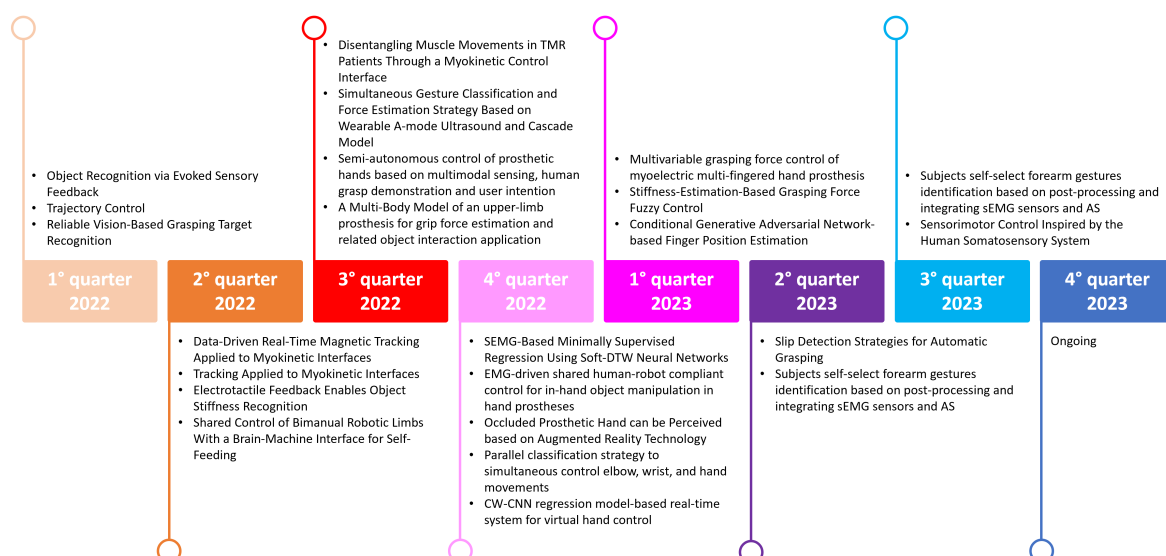 • Object Recognition via Evoked Sensory
Feedback
• Trajectory Control
• Reliable Vision-Based Grasping Target
Recognition
1° quarter
2022
2° quarter
2022
• Data-Driven Real-Time Magnetic Tracking
Applied to Myokinetic Interfaces
• Tracking Applied to Myokinetic Interfaces
• Electrotactile Feedback Enables Object
Stiffness Recognition
• Shared Control of Bimanual Robotic Limbs
With a Brain-Machine Interface for Self-
Feeding
• Disentangling Muscle Movements in TMR
Patients Through a Myokinetic Control
Interface
• Simultaneous Gesture Classification and
Force Estimation Strategy Based on
Wearable A-mode Ultrasound and Cascade
Model
• Semi-autonomous control of prosthetic
hands based on multimodal sensing, human
grasp demonstration and user intention
• A Multi-Body Model of an upper-limb
prosthesis for grip force estimation and
related object interaction application
3° quarter
2022
4° quarter
2022
• SEMG-Based Minimally Supervised
Regression Using Soft-DTW Neural Networks
• EMG-driven shared human-robot compliant
control for in-hand object manipulation in
hand prostheses
• Occluded Prosthetic Hand can be Perceived
based on Augmented Reality Technology
• Parallel classification strategy to
simultaneous control elbow, wrist, and hand
movements
• CW-CNN regression model-based real-time
system for virtual hand control
• Multivariable grasping force control of
myoelectric multi-fingered hand prosthesis
• Stiffness-Estimation-Based Grasping Force
Fuzzy Control
• Conditional Generative Adversarial Network-
based Finger Position Estimation
1° quarter
2023
2° quarter
2023
• Slip Detection Strategies for Automatic
Grasping
• Subjects self-select forearm gestures
identification based on post-processing and
integrating sEMG sensors and AS
• Subjects self-select forearm gestures
identification based on post-processing and
integrating sEMG sensors and AS
• Sensorimotor Control Inspired by the
Human Somatosensory System
3° quarter
2023
4° quarter
2023
Ongoing